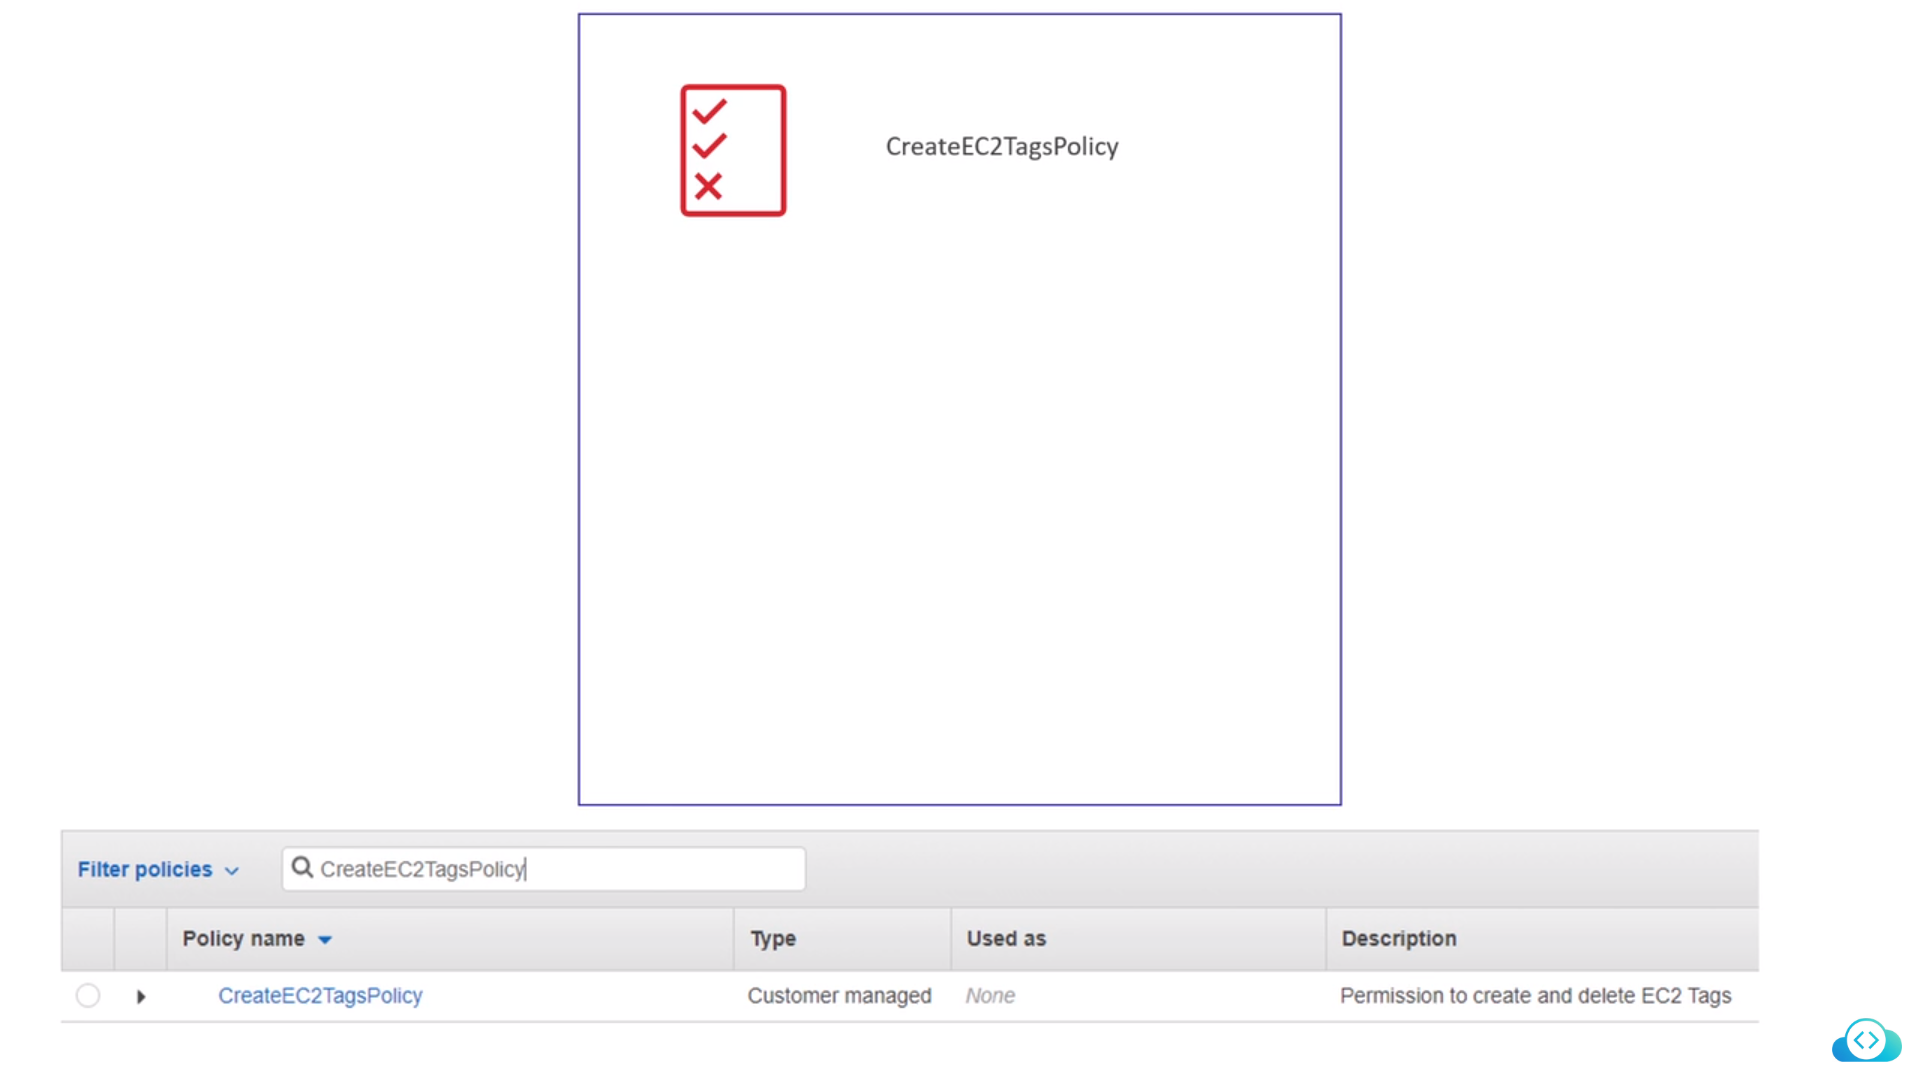 CreateEC2TagsPolicy
Filter policies
CreateEC2TagsPolicy
Policy name Type Used as Description
CreateEC2TagsPolicy Customer managed None Permission to create and delete EC2 Tags